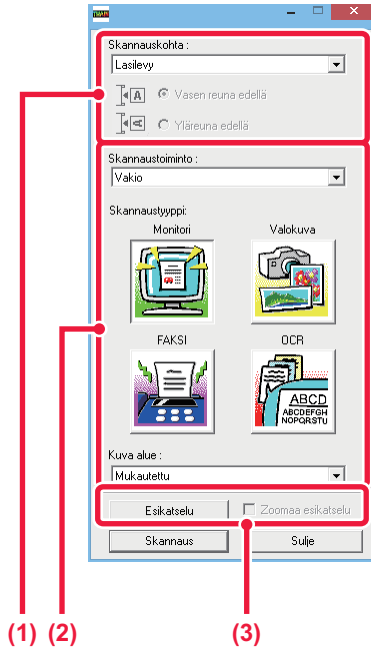 TWAIN
Skannauskohta :
Lasilevy
A Vasen reuna edellä
A Yläreuna edellä
Skannaustoiminto :
Vakio
Skannaustyyppi:
Monitori Valokuva
FAKSI OCR
ABCD
ABCDEFGH
NOPQRSTU
Kuva alue :
Mukautettu
Esikatselu Zoomaa esikatselu
Skannaus Sulje
(1) (2) (3)